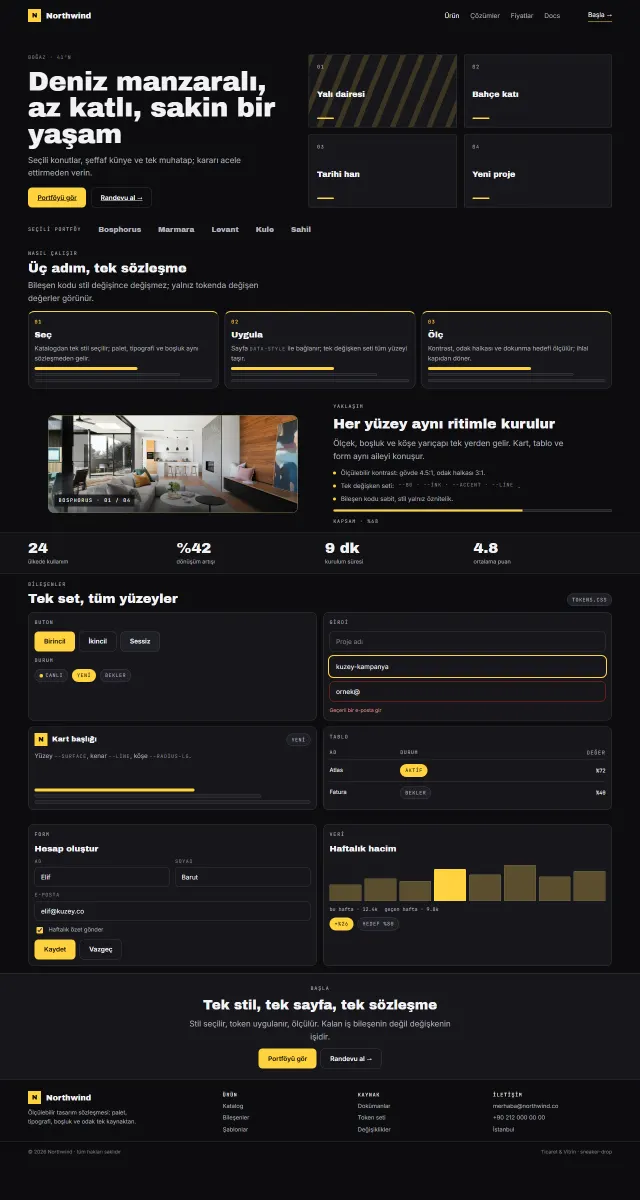 N Northwind
Ürün Çözümler Fiyatlar Docs Başla →
BOĞAZ · 41°N
Deniz manzaralı,
az katlı, sakin bir
yaşam
Seçili konutlar, şeffaf künye ve tek muhatap; kararı acele
ettirmeden verin.
Portföyü gör Randevu al →
01
Yalı dairesi
02
Bahçe katı
03
Tarihi han
04
Yeni proje
SEÇİLİ PORTFÖY Bosphorus Marmara Levant Kule Sahil
NASIL ÇALIŞIR
Üç adım, tek sözleşme
Bileşen kodu stil değişince değişmez; yalnız tokenda değişen
değerler görünür.
01
Seç
Katalogdan tek stil seçilir; palet, tipografi ve boşluk aynı
sözleşmeden gelir.
02
Uygula
Sayfa DATA-STYLE ile bağlanır; tek değişken seti tüm yüzeyi
taşır.
03
Ölç
Kontrast, odak halkası ve dokunma hedefi ölçülür; ihlal
kapıdan döner.
BOSPHORUS · 01 / 04
YAKLAŞIM
Her yüzey aynı ritimle kurulur
Ölçek, boşluk ve köşe yarıçapı tek yerden gelir. Kart, tablo ve
form aynı aileyi konuşur.
Ölçülebilir kontrast: gövde 4.5:1, odak halkası 3:1.
Tek değişken seti: --BG · --INK · --ACCENT · --LINE .
Bileşen kodu sabit, stil yalnız öznitelik.
KAPSAM · %68
24
ülkede kullanım
%42
dönüşüm artışı
9 dk
kurulum süresi
4.8
ortalama puan
BİLEŞENLER
Tek set, tüm yüzeyler
TOKENS.CSS
BUTON
Birincil İkincil Sessiz
DURUM
CANLI YENİ BEKLER
GİRDİ
Proje adı
kuzey-kampanya
ornek@
Geçerli bir e-posta gir
N Kart başlığı YENİ
Yüzey --SURFACE, kenar --LINE, köşe --RADIUS-LG.
TABLO
AD DURUM DEĞER
Atlas AKTİF %72
Fatura BEKLER %40
FORM
Hesap oluştur
AD SOYAD
Elif Barut
E-POSTA
elif@kuzey.co
Haftalık özet gönder
Kaydet Vazgeç
VERİ
Haftalık hacim
bu hafta · 12.4k geçen hafta · 9.8k
+%26 HEDEF %80
BAŞLA
Tek stil, tek sayfa, tek sözleşme
Stil seçilir, token uygulanır, ölçülür. Kalan iş bileşenin değil değişkenin
işidir.
Portföyü gör Randevu al →
N Northwind
Ölçülebilir tasarım sözleşmesi: palet,
tipografi, boşluk ve odak tek kaynaktan.
ÜRÜN
Katalog
Bileşenler
Şablonlar
KAYNAK
Dokümanlar
Token seti
Değişiklikler
İLETİŞİM
merhaba@northwind.co
+90 212 000 00 00
İstanbul
© 2026 Northwind · tüm hakları saklıdır
Ticaret & Vitrin · sneaker-drop